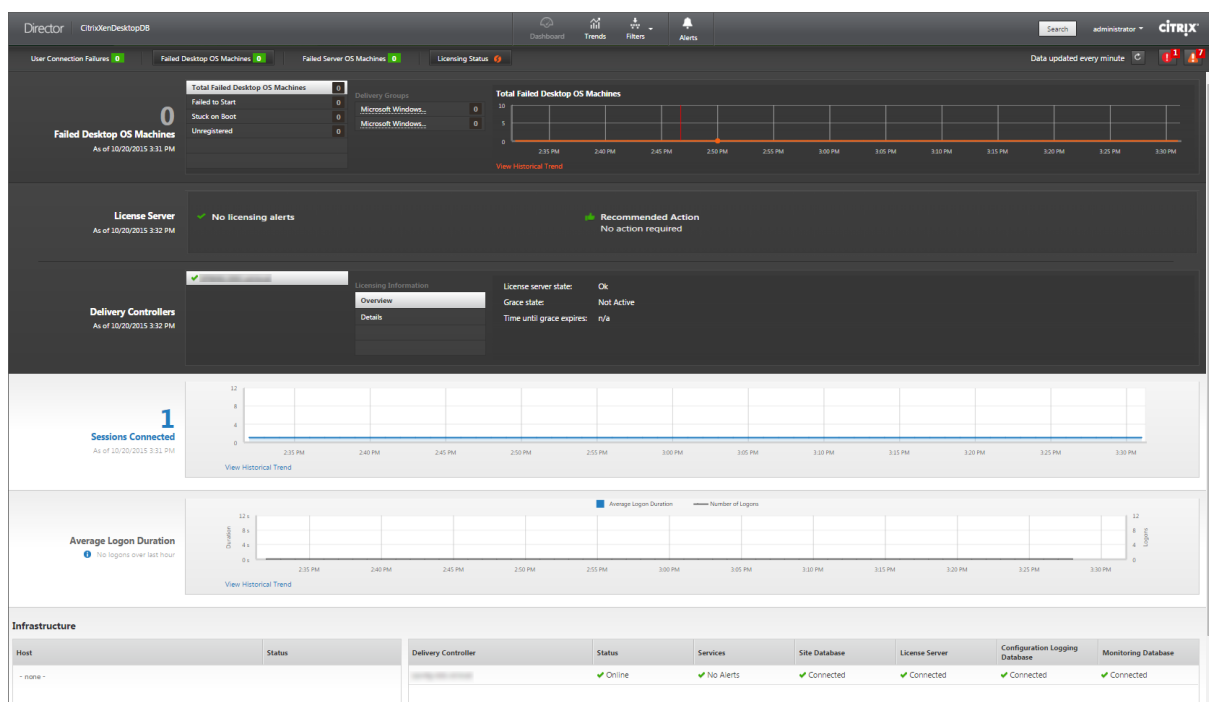 Director CitrixXenDesktopDB
Dashboard Trends Filters Alerts
Search administrator CITRIX
User Connection Failures 0 Failed Desktop OS Machines 0 Failed Server OS Machines 0 Licensing Status
Data updated every minute 1 7
0
Failed Desktop OS Machines
As of 10/20/2015 3:31 PM
Total Failed Desktop OS Machines 0
Failed to Start 0
Stuck on Boot 0
Unregistered 0
Delivery Groups
Microsoft Windows... 0
Microsoft Windows... 0
Total Failed Desktop OS Machines
10
5
0
2:35 PM 2:40 PM 2:45 PM 2:50 PM 2:55 PM 3:00 PM 3:05 PM 3:10 PM 3:15 PM 3:20 PM 3:25 PM 3:30 PM
View Historical Trend
License Server
As of 10/20/2015 3:32 PM
No licensing alerts
Recommended Action
No action required
Delivery Controllers
As of 10/20/2015 3:32 PM
Licensing Information
Overview
Details
License server state: Ok
Grace state: Not Active
Time until grace expires: n/a
1
Sessions Connected
As of 10/20/2015 3:31 PM
12
8
4
0
2:35 PM 2:40 PM 2:45 PM 2:50 PM 2:55 PM 3:00 PM 3:05 PM 3:10 PM 3:15 PM 3:20 PM 3:25 PM 3:30 PM
View Historical Trend
Average Logon Duration
No logons over last hour
Average Logon Duration Number of Logons
Duration
12 s
8 s
4 s
0 s
12
8
4
0
Logons
2:35 PM 2:40 PM 2:45 PM 2:50 PM 2:55 PM 3:00 PM 3:05 PM 3:10 PM 3:15 PM 3:20 PM 3:25 PM 3:30 PM
View Historical Trend
Infrastructure
Host Status
- none -
Delivery Controller Status Services Site Database License Server Configuration Logging Database Monitoring Database
Online No Alerts Connected Connected Connected Connected